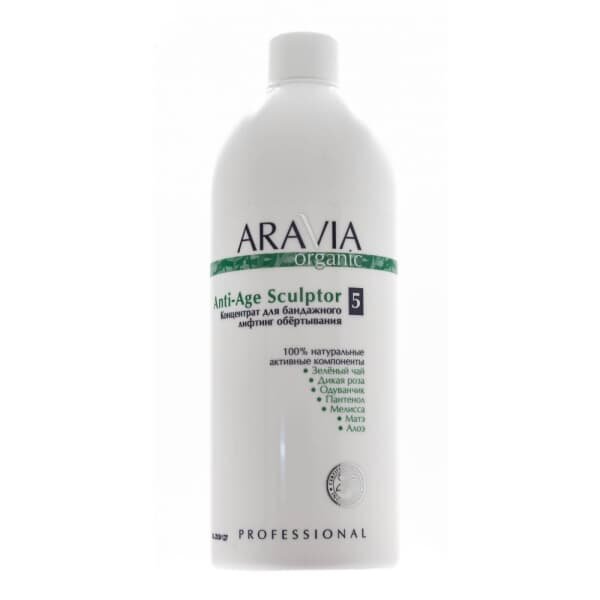 ARAVIA
organic
Anti-Age Sculptor 5
Концентрат для бандажного
лифтинг обёртывания
100% натуральные
активные компоненты
• Зелёный чай
• Дикая роза
• Одуванчик
• Пантенол
• Мелисса
• Матэ
• Алоэ
PROFESSIONAL